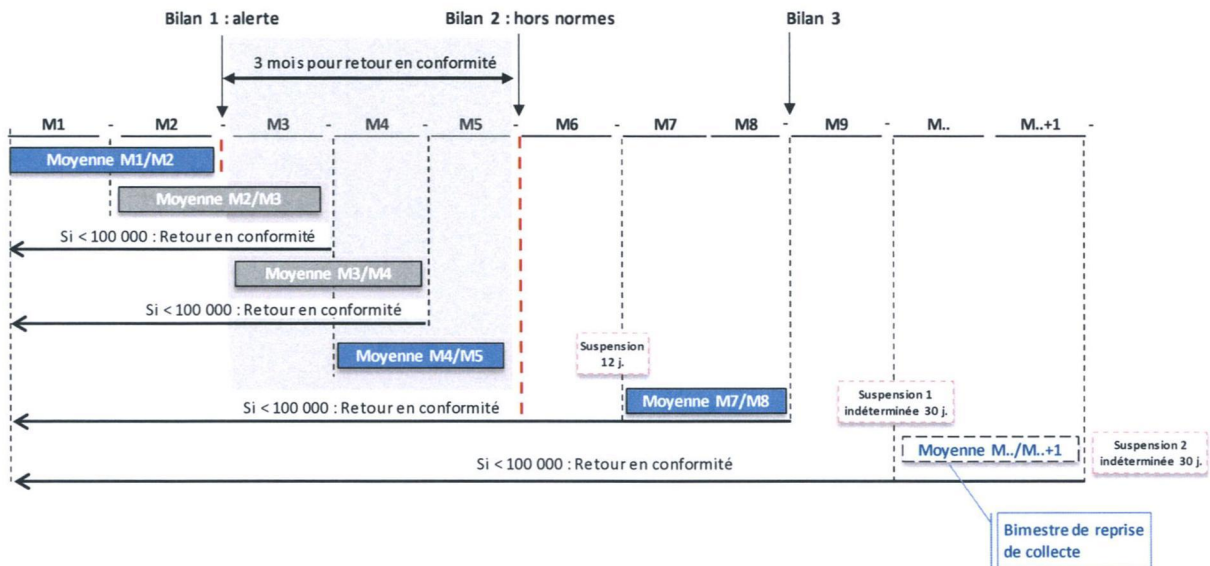 Bilan 1 : alerte
Bilan 2 : hors normes
Bilan 3
3 mois pour retour en conformité
M1 - M2 - M3 - M4 - M5 - M6 - M7 M8 - M9 - M.. M..+1 -
Moyenne M1/M2
Moyenne M2/M3
Si < 100 000 : Retour en conformité
Moyenne M3/M4
Si < 100 000 : Retour en conformité
Moyenne M4/M5
Suspension
12 j.
Moyenne M7/M8
Si < 100 000 : Retour en conformité
Suspension 1
indéterminée 30 j.
Moyenne M../M..+1
Suspension 2
indéterminée 30 j.
Si < 100 000 : Retour en conformité
Bimestre de reprise
de collecte